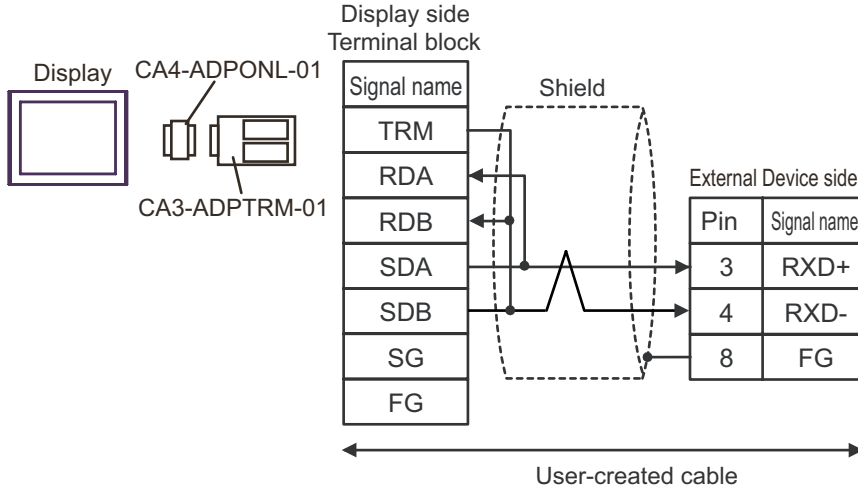 Display side
Terminal block
Display
CA4-ADPONL-01
CA3-ADPTRM-01
Signal name
TRM
RDA
RDB
SDA
SDB
SG
FG
Shield
External Device side
Pin
Signal name
3
RXD+
4
RXD-
8
FG
User-created cable